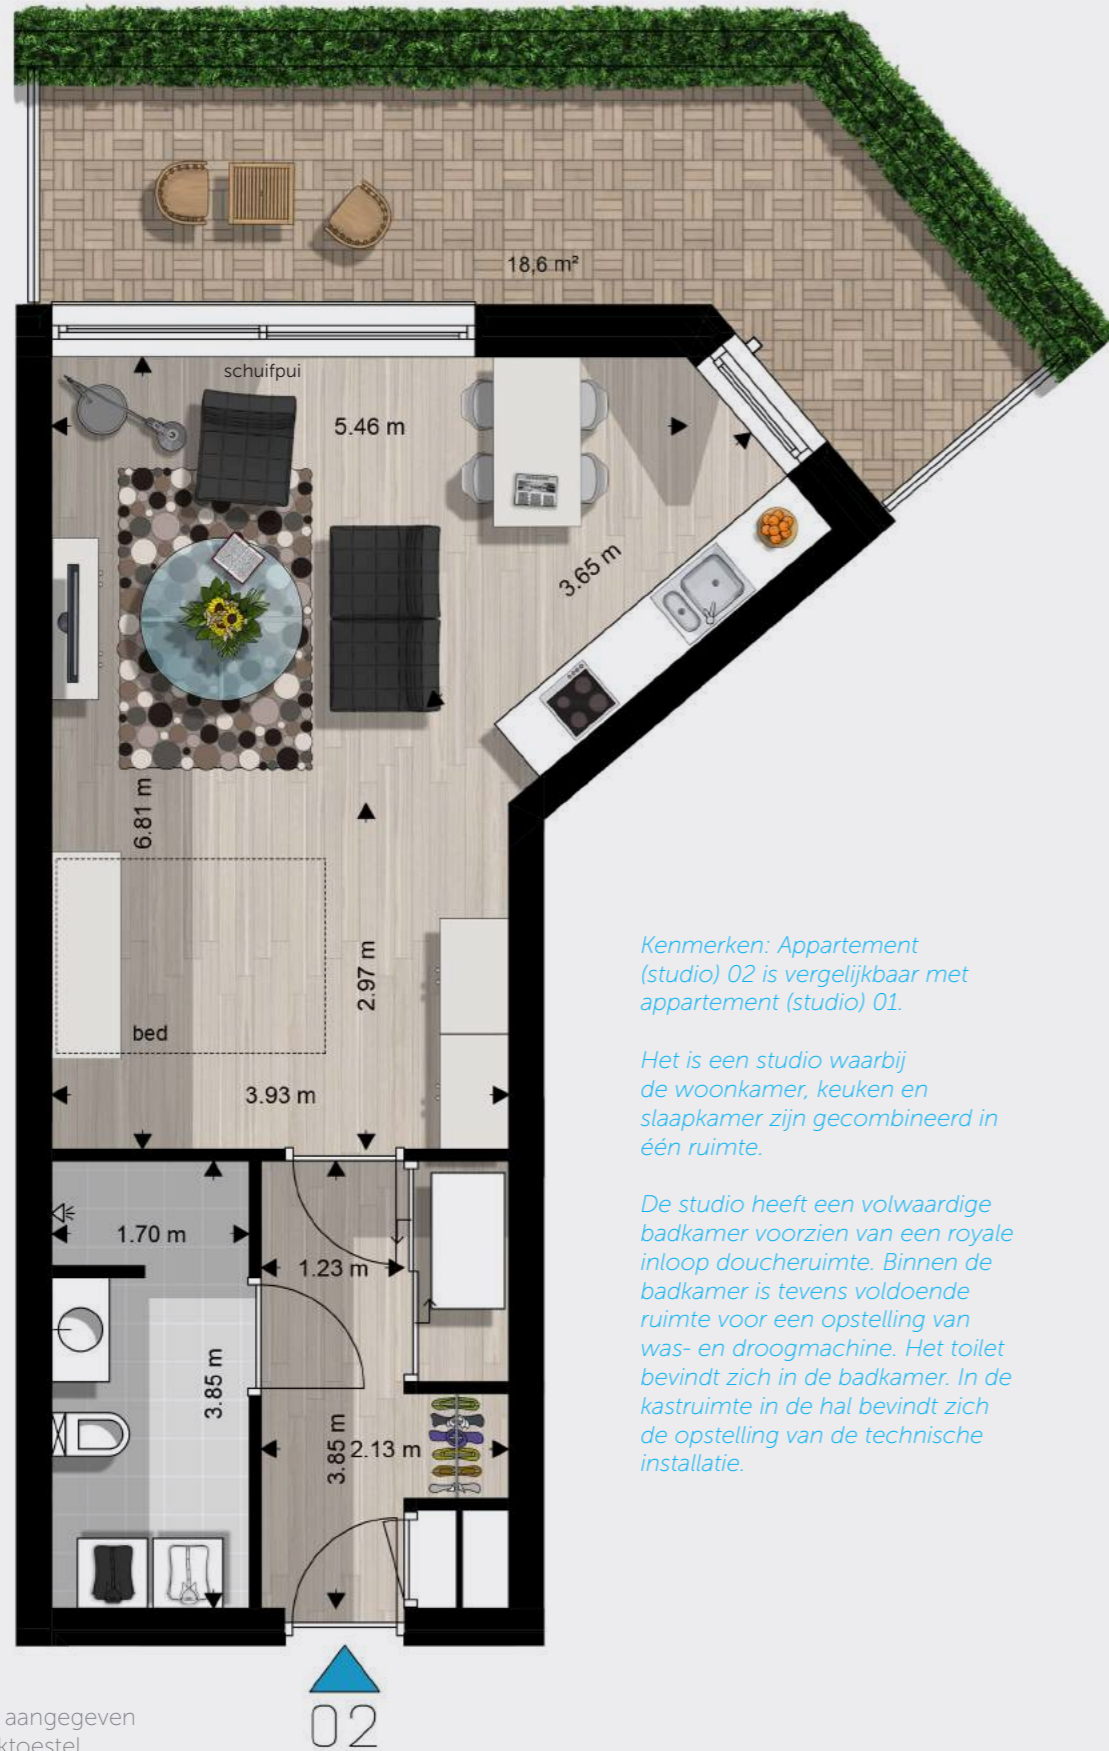 18,6 m²
schuifpui
5.46 m
3.65 m
6.81 m
2.97 m
bed
3.93 m
1.70 m
1.23 m
3.85 m
3.85 m
2.13 m
Kenmerken: Appartement
(studio) 02 is vergelijkbaar met
appartement (studio) 01.
Het is een studio waarbij
de woonkamer, keuken en
slaapkamer zijn gecombineerd in
één ruimte.
De studio heeft een volwaardige
badkamer voorzien van een royale
inloop doucheruimte. Binnen de
badkamer is tevens voldoende
ruimte voor een opstelling van
was- en droogmachine. Het toilet
bevindt zich in de badkamer. In de
kastruimte in de hal bevindt zich
de opstelling van de technische
installatie.
02
aangegeven
ktoestel